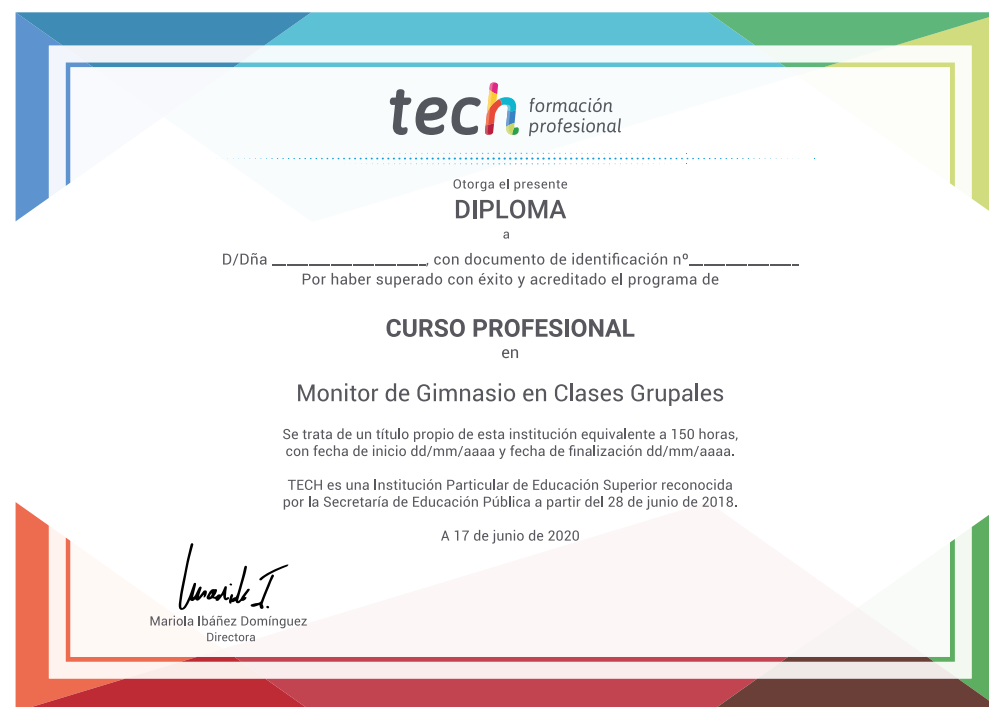 tech formación
profesional
Otorga el presente
DIPLOMA
a
D/Dña ____________________, con documento de identificación nº______________
Por haber superado con éxito y acreditado el programa de
CURSO PROFESIONAL
en
Monitor de Gimnasio en Clases Grupales
Se trata de un título propio de esta institución equivalente a 150 horas,
con fecha de inicio dd/mm/aaaa y fecha de finalización dd/mm/aaaa.
TECH es una Institución Particular de Educación Superior reconocida
por la Secretaría de Educación Pública a partir del 28 de junio de 2018.
A 17 de junio de 2020
Mariola Ibáñez Domínguez
Directora